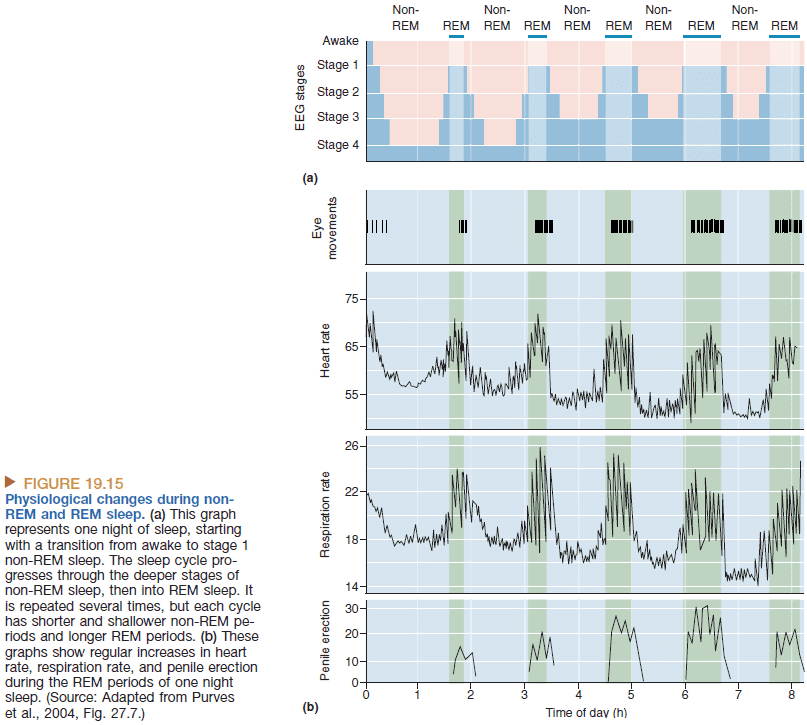 Non-
REM
REM
Non-
REM
REM
Non-
REM
REM
Non-
REM
REM
Non-
REM
REM
EEG stages
Awake
Stage 1
Stage 2
Stage 3
Stage 4
(a)
Eye
movements
Heart rate
75
65
55
Respiration rate
26
22
18
14
Penile erection
30
20
10
0
0 1 2 3 4 5 6 7 8
Time of day (h)
(b)
FIGURE 19.15
Physiological changes during non-
REM and REM sleep. (a) This graph
represents one night of sleep, starting
with a transition from awake to stage 1
non-REM sleep. The sleep cycle pro-
gresses through the deeper stages of
non-REM sleep, then into REM sleep. It
is repeated several times, but each cycle
has shorter and shallower non-REM pe-
riods and longer REM periods. (b) These
graphs show regular increases in heart
rate, respiration rate, and penile erection
during the REM periods of one night
sleep. (Source: Adapted from Purves
et al., 2004, Fig. 27.7.)